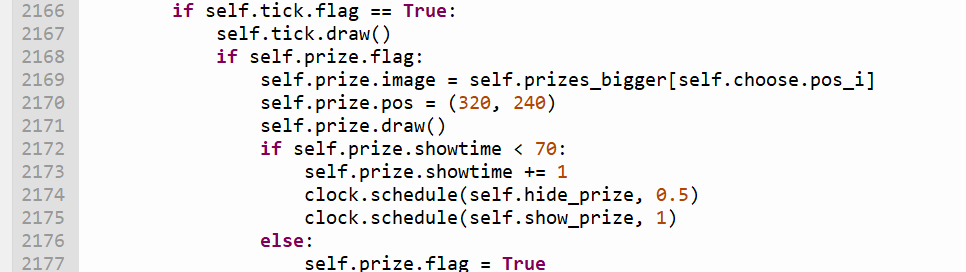 2166 if self.tick.flag == True:
2167 self.tick.draw()
2168 if self.prize.flag:
2169 self.prize.image = self.prizes_bigger[self.choose.pos_i]
2170 self.prize.pos = (320, 240)
2171 self.prize.draw()
2172 if self.prize.showtime < 70:
2173 self.prize.showtime += 1
2174 clock.schedule(self.hide_prize, 0.5)
2175 clock.schedule(self.show_prize, 1)
2176 else:
2177 self.prize.flag = True